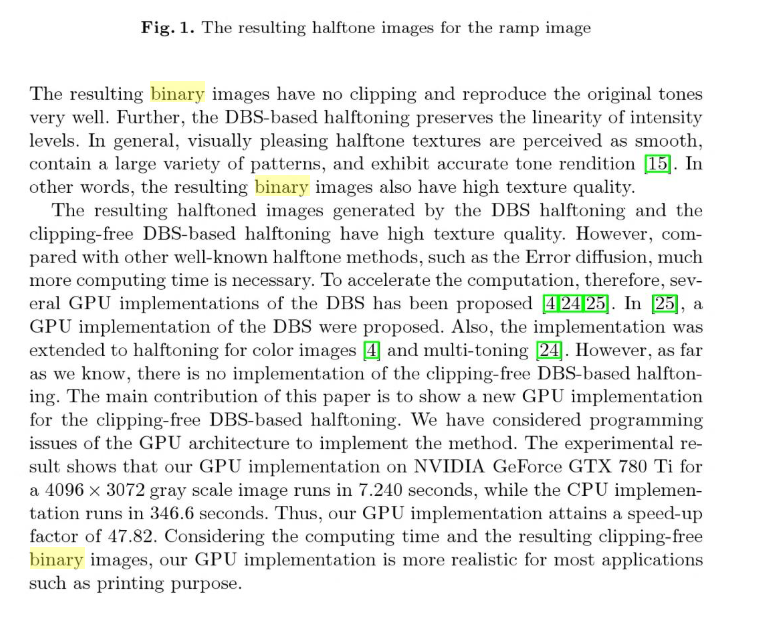 Fig. 1. The resulting halftone images for the ramp image
The resulting binary images have no clipping and reproduce the original tones
very well. Further, the DBS-based halftoning preserves the linearity of intensity
levels. In general, visually pleasing halftone textures are perceived as smooth,
contain a large variety of patterns, and exhibit accurate tone rendition [15]. In
other words, the resulting binary images also have high texture quality.
The resulting halftoned images generated by the DBS halftoning and the
clipping-free DBS-based halftoning have high texture quality. However, com-
pared with other well-known halftone methods, such as the Error diffusion, much
more computing time is necessary. To accelerate the computation, therefore, sev-
eral GPU implementations of the DBS has been proposed [4,24,25]. In [25], a
GPU implementation of the DBS were proposed. Also, the implementation was
extended to halftoning for color images [4] and multi-toning [24]. However, as far
as we know, there is no implementation of the clipping-free DBS-based halfton-
ing. The main contribution of this paper is to show a new GPU implementation
for the clipping-free DBS-based halftoning. We have considered programming
issues of the GPU architecture to implement the method. The experimental re-
sult shows that our GPU implementation on NVIDIA GeForce GTX 780 Ti for
a 4096 × 3072 gray scale image runs in 7.240 seconds, while the CPU implemen-
tation runs in 346.6 seconds. Thus, our GPU implementation attains a speed-up
factor of 47.82. Considering the computing time and the resulting clipping-free
binary images, our GPU implementation is more realistic for most applications
such as printing purpose.